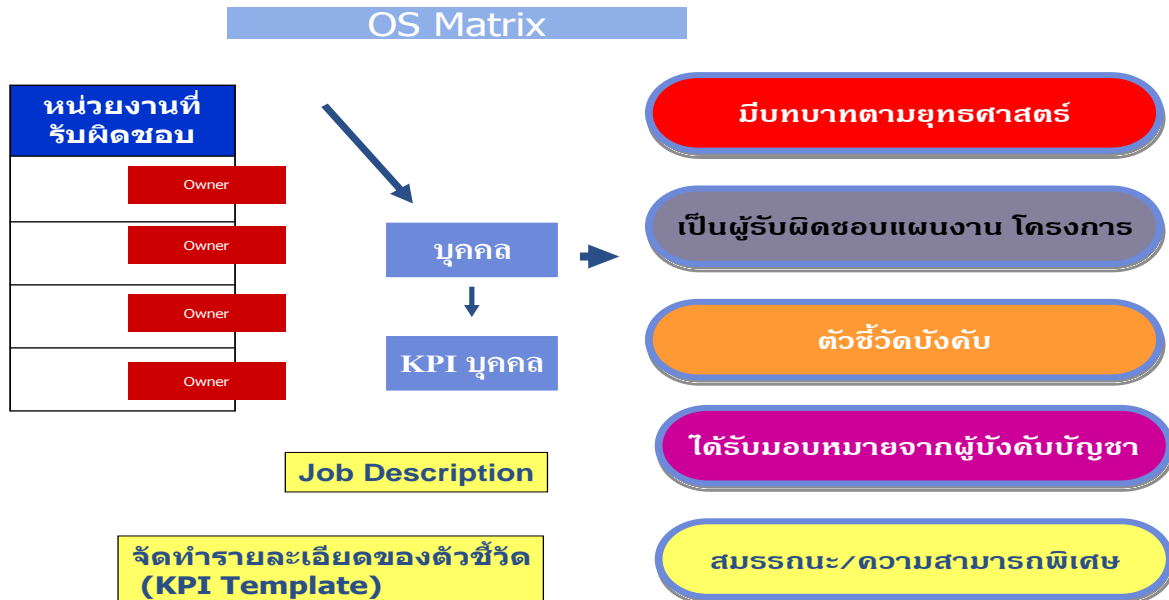 OS Matrix
หน่วยงานที่
รับผิดชอบ
Owner
Owner
Owner
Owner
บุคคล
KPI บุคคล
Job Description
จัดทำรายละเอียดของตัวชี้วัด
(KPI Template)
มีบทบาทตามยุทธศาสตร์
เป็นผู้รับผิดชอบแผนงาน โครงการ
ตัวชี้วัดบังคับ
ได้รับมอบหมายจากผู้บังคับบัญชา
สมรรถนะ/ความสามารถพิเศษ